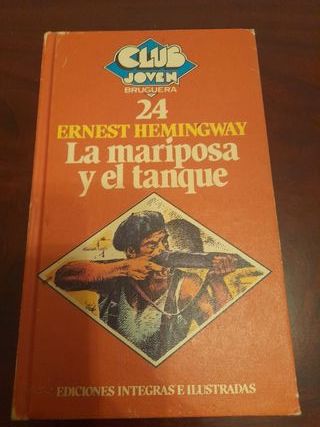 CLUB
JOVEN
BRUGUERA
24
ERNEST HEMINGWAY
La mariposa
y el tanque
EDICIONES INTEGRAS E ILUSTRADAS